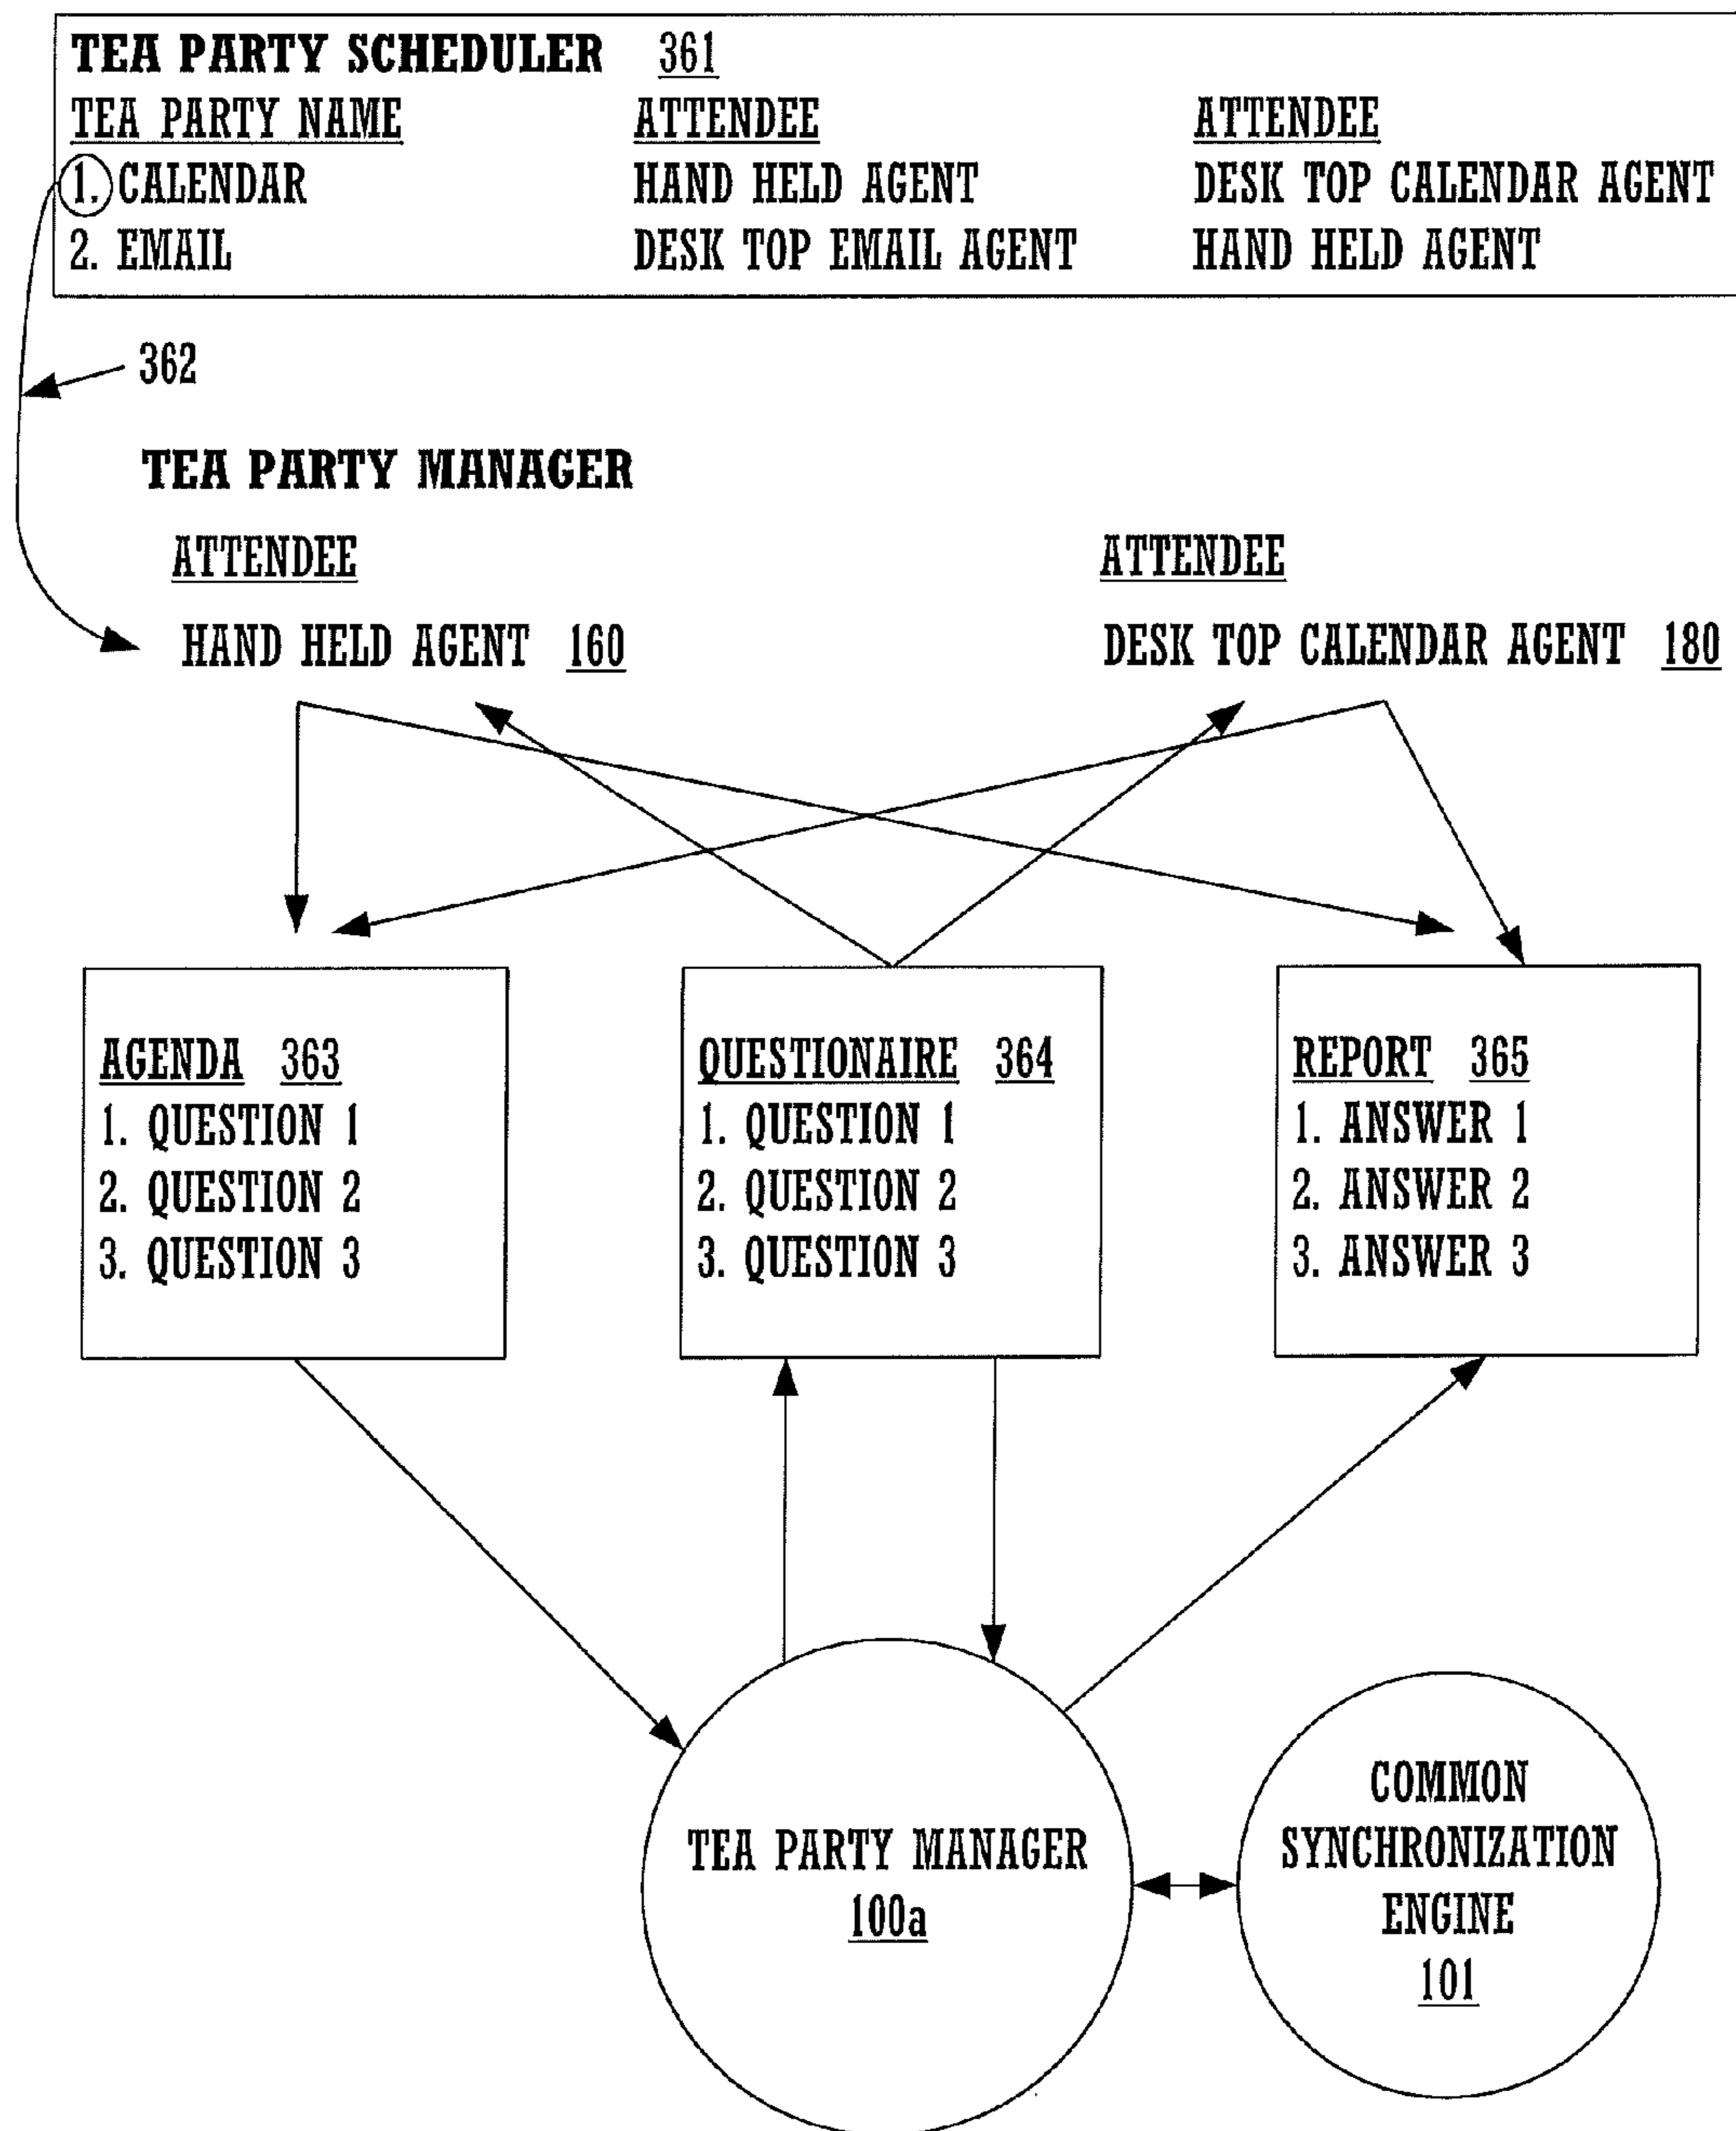 TEA PARTY SCHEDULER 361
TEA PARTY NAME ATTENDEE ATTENDEE
1. CALENDAR HAND HELD AGENT DESK TOP CALENDAR AGENT
2. EMAIL DESK TOP EMAIL AGENT HAND HELD AGENT
362
TEA PARTY MANAGER
ATTENDEE ATTENDEE
HAND HELD AGENT 160 DESK TOP CALENDAR AGENT 180
AGENDA 363
1. QUESTION 1
2. QUESTION 2
3. QUESTION 3
QUESTIONAIRE 364
1. QUESTION 1
2. QUESTION 2
3. QUESTION 3
REPORT 365
1. ANSWER 1
2. ANSWER 2
3. ANSWER 3
TEA PARTY MANAGER
100a
COMMON
SYNCHRONIZATION
ENGINE
101